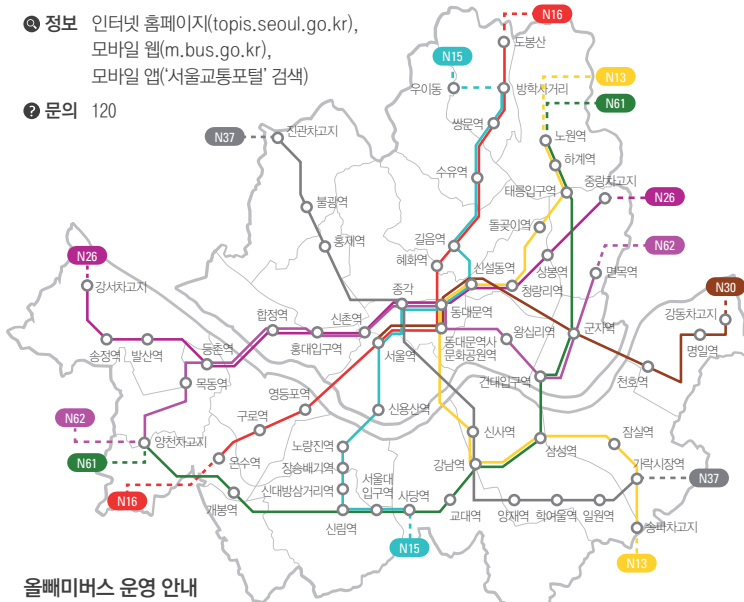 정보 인터넷 홈페이지(topis.seoul.go.kr),
모바일 웹(m.bus.go.kr),
모바일 앱('서울교통포털' 검색)
문의 120
N16
도봉산
N15
우이동
방학사거리
N13
N61
쌍문역
노원역
하계역
N37
진관차고지
수유역
태릉입구역
중랑차고지
N26
불광역
홍제역
길음역
돌곶이역
혜화역
신설동역
상봉역
N62
면목역
청량리역
N26
강서차고지
종각
동대문
N30
강동차고지
합정역
신촌역
홍대입구역
왕십리역
군자역
명일역
송정역
발산역
등촌역
서울역
동대문역사
문화공원역
목동역
건대입구역
천호역
영등포역
신용산역
N62
양천차고지
구로역
노량진역
신사역
삼성역
잠실역
N61
온수역
장승배기역
강남역
가락시장역
N37
N16
개봉역
신대방삼거리역
서울대
입구역
사당역
교대역
양재역
학여울역
일원역
신림역
송파차고지
N15
N13
올빼미버스 운영 안내